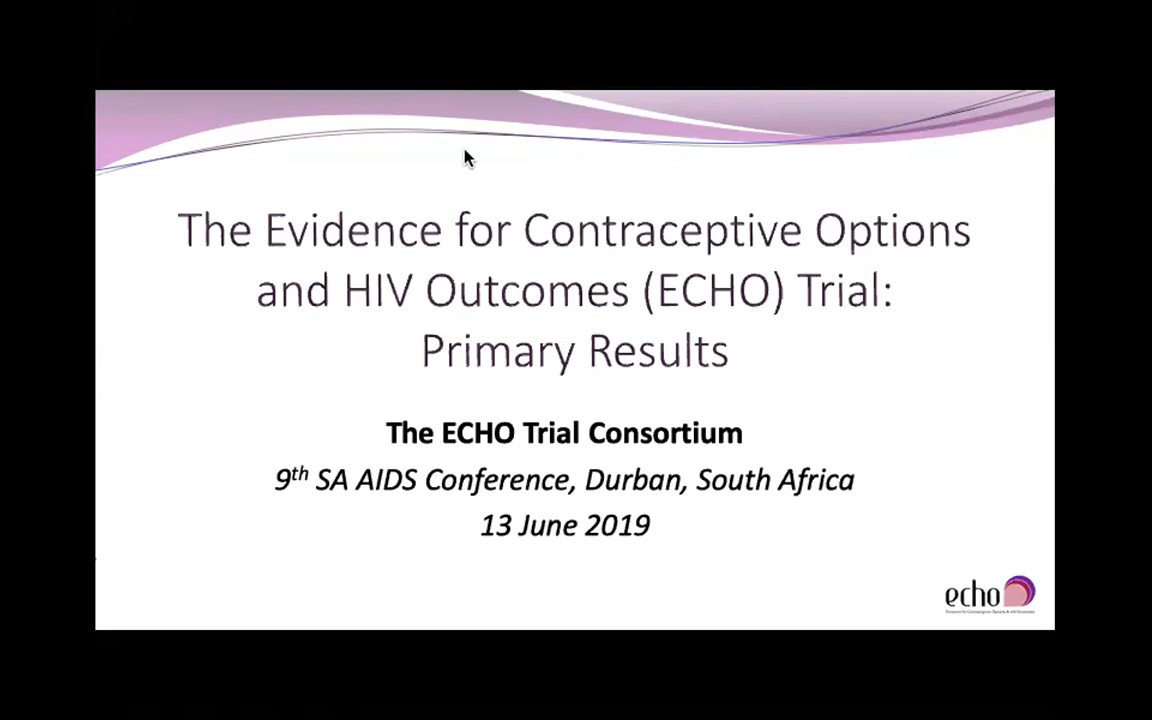 The Evidence for Contraceptive Options
and HIV Outcomes (ECHO) Trial:
Primary Results
The ECHO Trial Consortium
9th SA AIDS Conference, Durban, South Africa
13 June 2019
echo